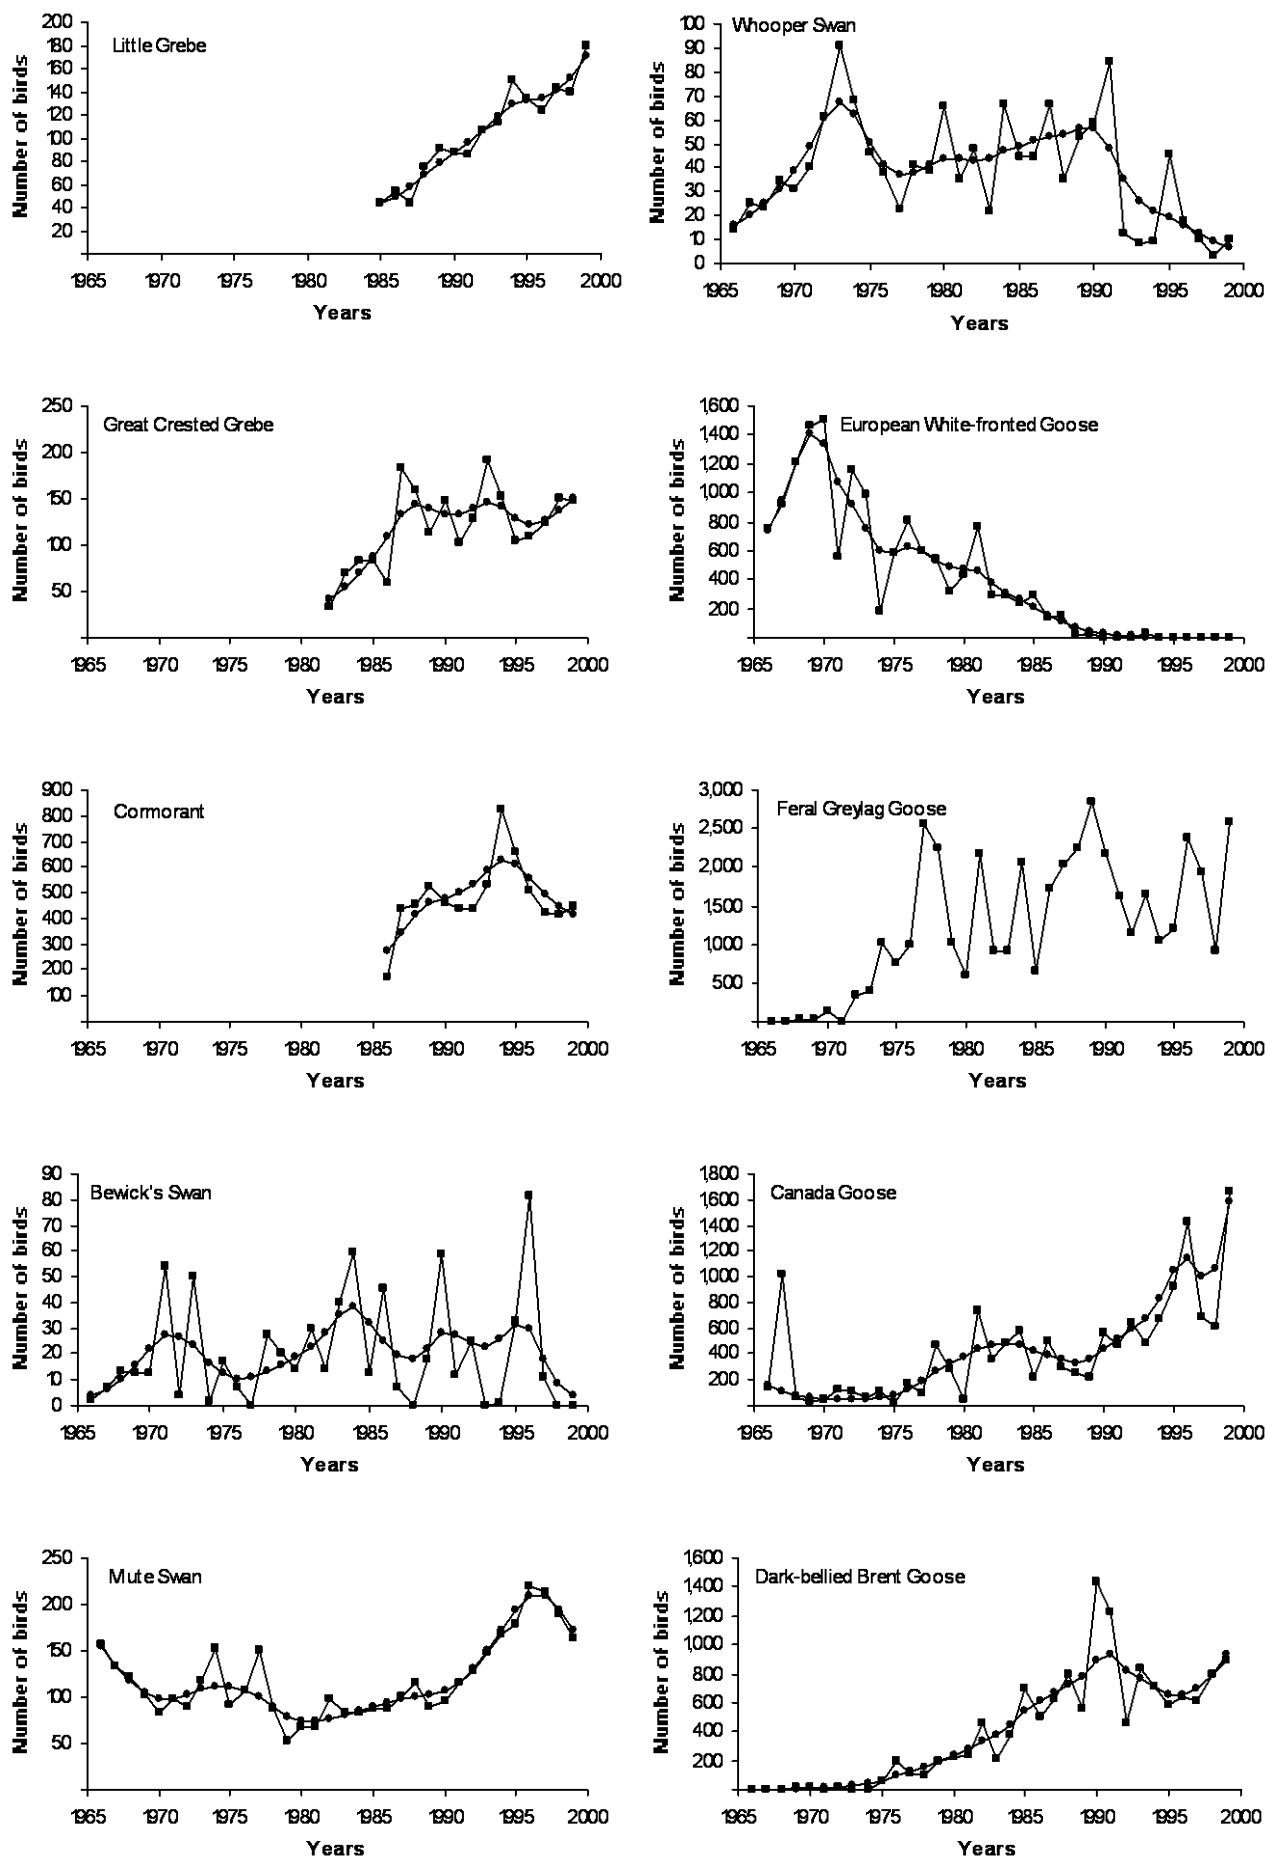 Little Grebe
Number of birds
200
180
160
140
120
100
80
60
40
20
1965 1970 1975 1980 1985 1990 1995 2000
Years
Whooper Swan
Number of birds
100
90
80
70
60
50
40
30
20
10
0
1965 1970 1975 1980 1985 1990 1995 2000
Years
Great Crested Grebe
Number of birds
250
200
150
100
50
1965 1970 1975 1980 1985 1990 1995 2000
Years
European White-fronted Goose
Number of birds
1,600
1,400
1,200
1,000
800
600
400
200
1965 1970 1975 1980 1985 1990 1995 2000
Years
Cormorant
Number of birds
900
800
700
600
500
400
300
200
100
1965 1970 1975 1980 1985 1990 1995 2000
Years
Feral Greylag Goose
Number of birds
3,000
2,500
2,000
1,500
1,000
500
1965 1970 1975 1980 1985 1990 1995 2000
Years
Bewick's Swan
Number of birds
90
80
70
60
50
40
30
20
10
0
1965 1970 1975 1980 1985 1990 1995 2000
Years
Canada Goose
Number of birds
1,800
1,600
1,400
1,200
1,000
800
600
400
200
1965 1970 1975 1980 1985 1990 1995 2000
Years
Mute Swan
Number of birds
250
200
150
100
50
1965 1970 1975 1980 1985 1990 1995 2000
Years
Dark-bellied Brent Goose
Number of birds
1,600
1,400
1,200
1,000
800
600
400
200
1965 1970 1975 1980 1985 1990 1995 2000
Years